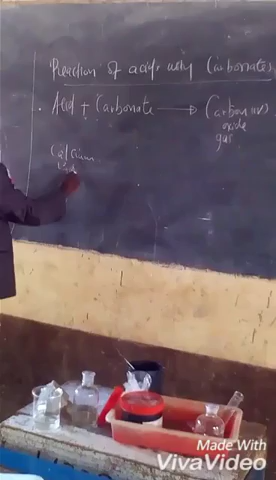 Reaction of acids with Carbonates
. Acid + Carbonate → Carbon (IV)
oxide
gas
Calcium
Made With
VivaVideo